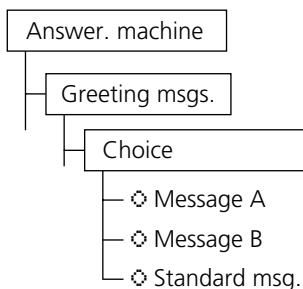 Answer. machine
Greeting msgs.
Choice
Message A
Message B
Standard msg.